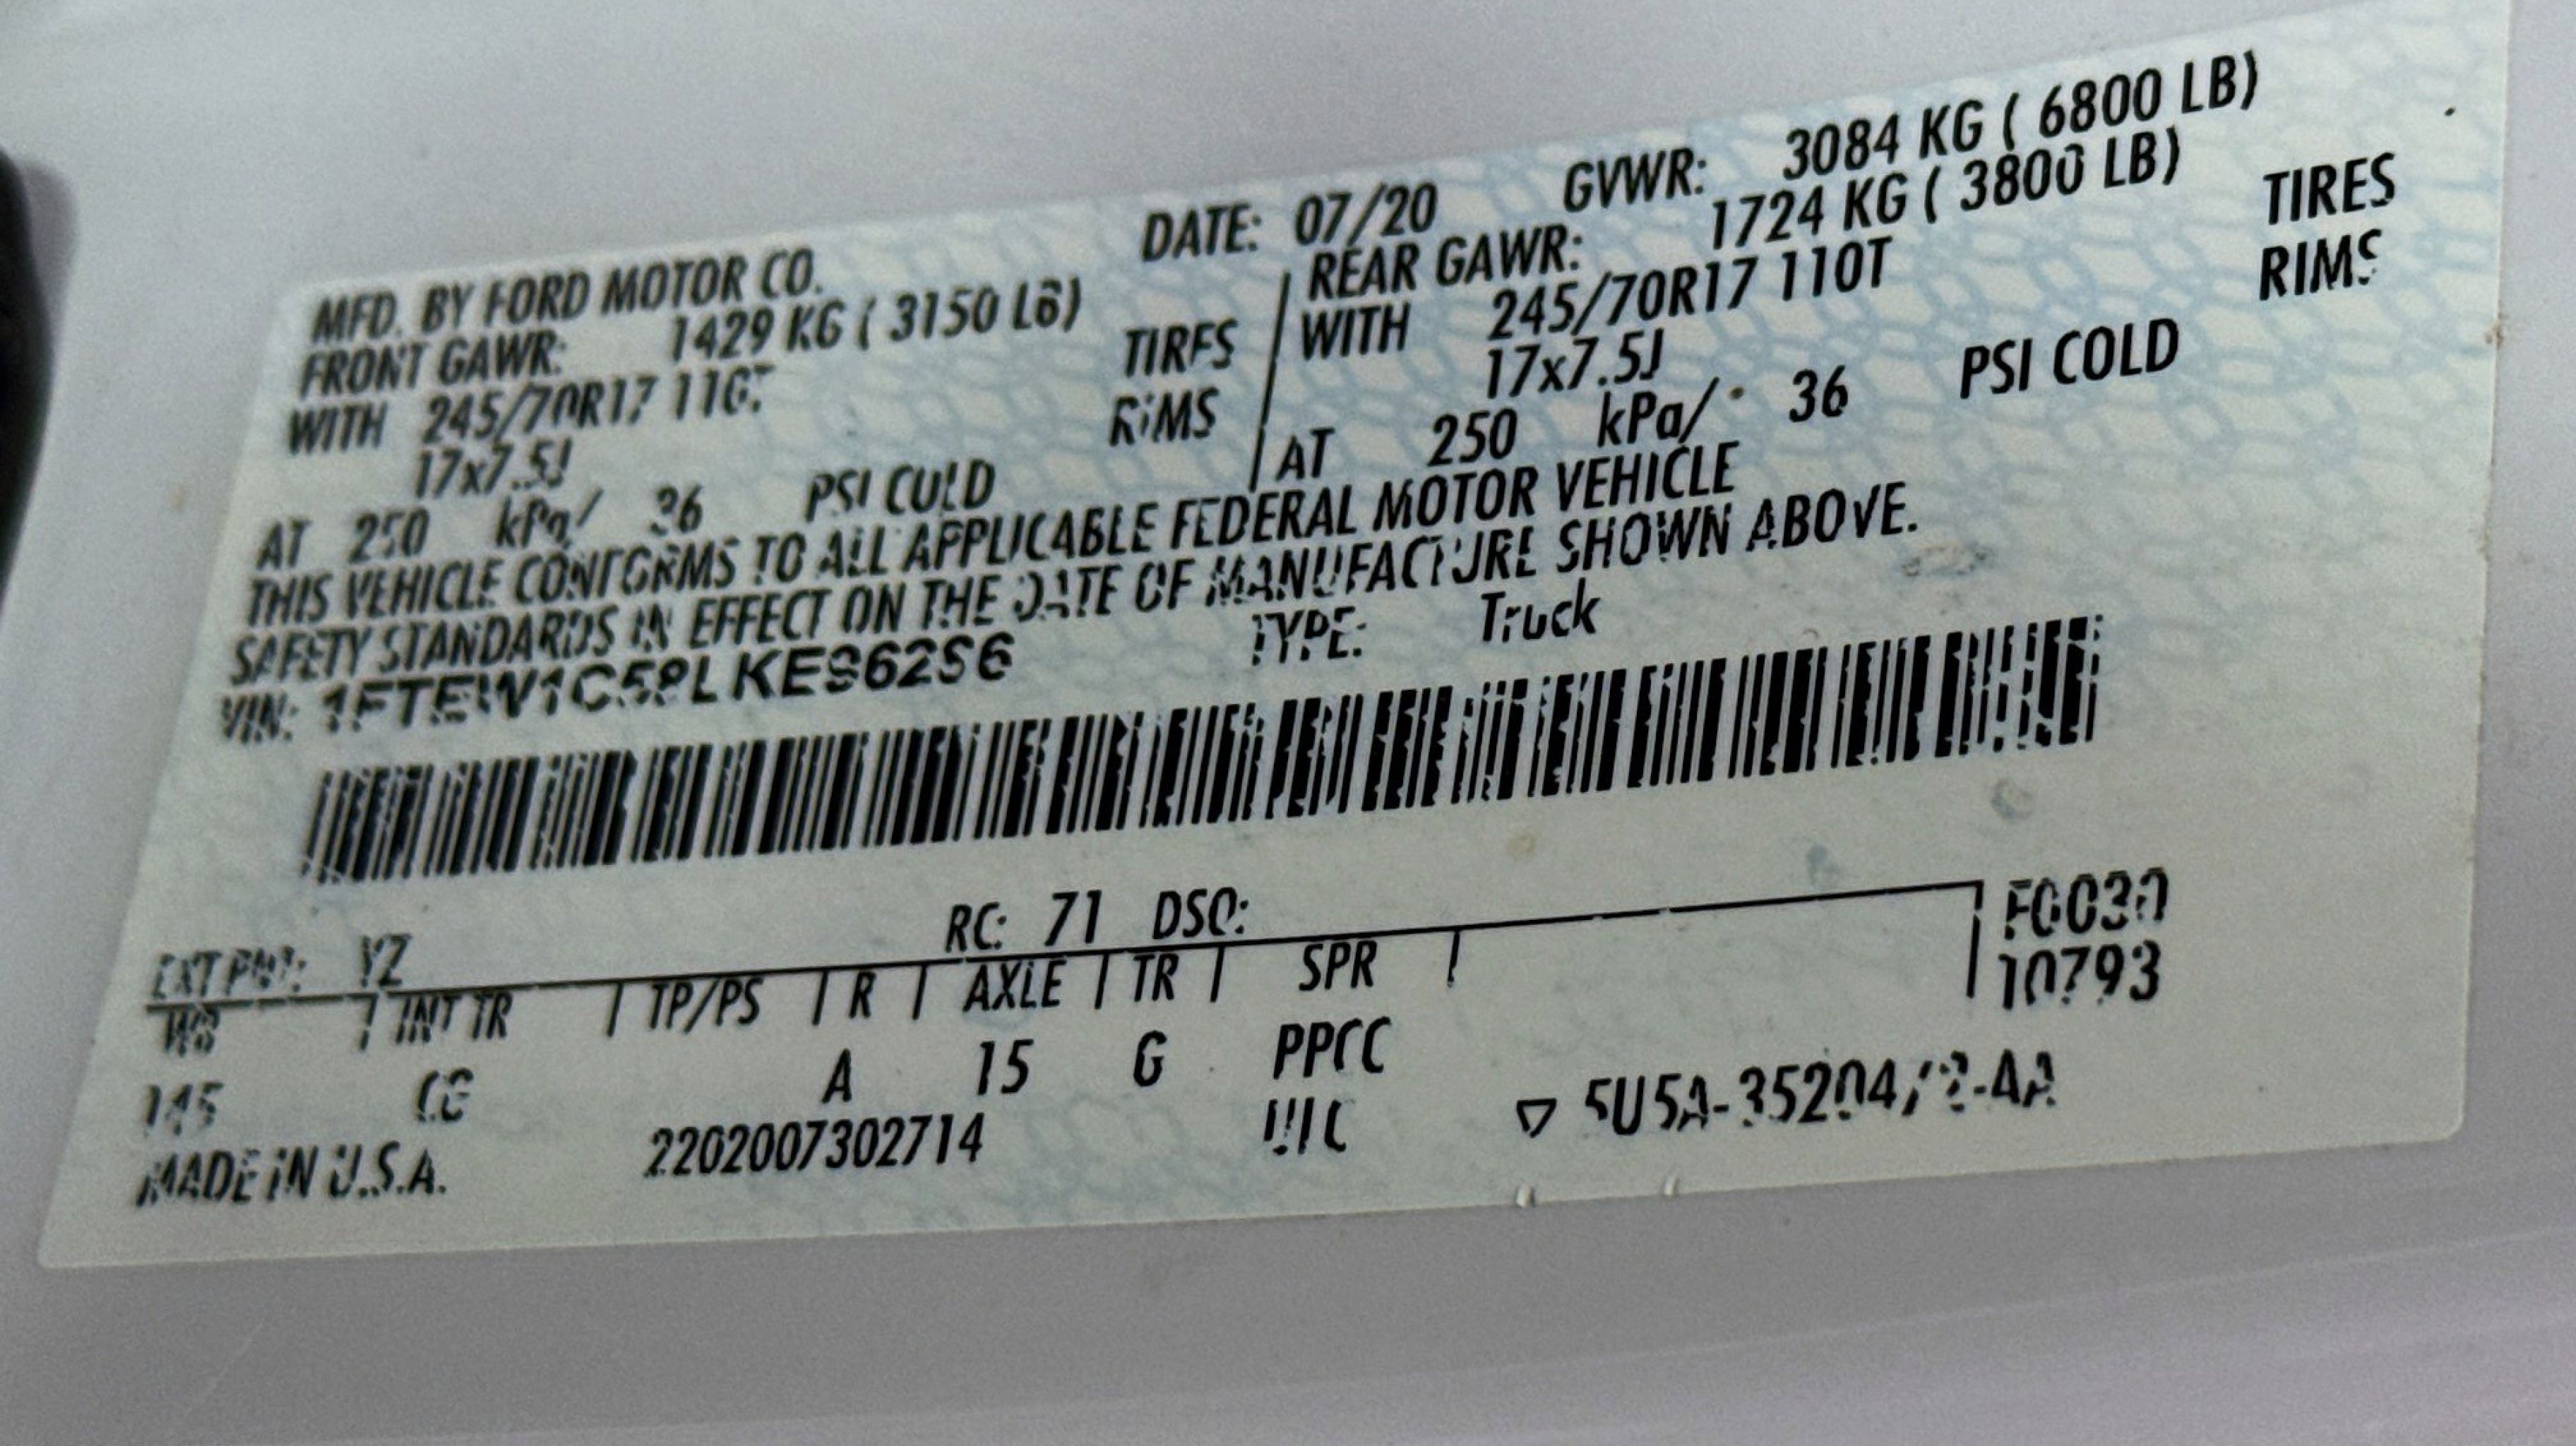 MFD. BY FORD MOTOR CO. DATE: 07/20 GVWR: 3084 KG ( 6800 LB)
FRONT GAWR: 1429 KG ( 3150 LB) REAR GAWR: 1724 KG ( 3800 LB)
WITH 245/70R17 110T TIRES WITH 245/70R17 110T TIRES
17x7.5J RIMS 17x7.5J RIMS
AT 250 kPa/ 36 PSI COLD AT 250 kPa/ 36 PSI COLD
THIS VEHICLE CONFORMS TO ALL APPLICABLE FEDERAL MOTOR VEHICLE
SAFETY STANDARDS IN EFFECT ON THE DATE OF MANUFACTURE SHOWN ABOVE.
VIN: TYPE: Truck
EXT PNT: YZ RC: 71 DSO:
WB | INT TR | TP/PS | R | AXLE | TR | SPR | F0030
10793
145 A 15 G PPCC
MADE IN U.S.A. 2202007302714